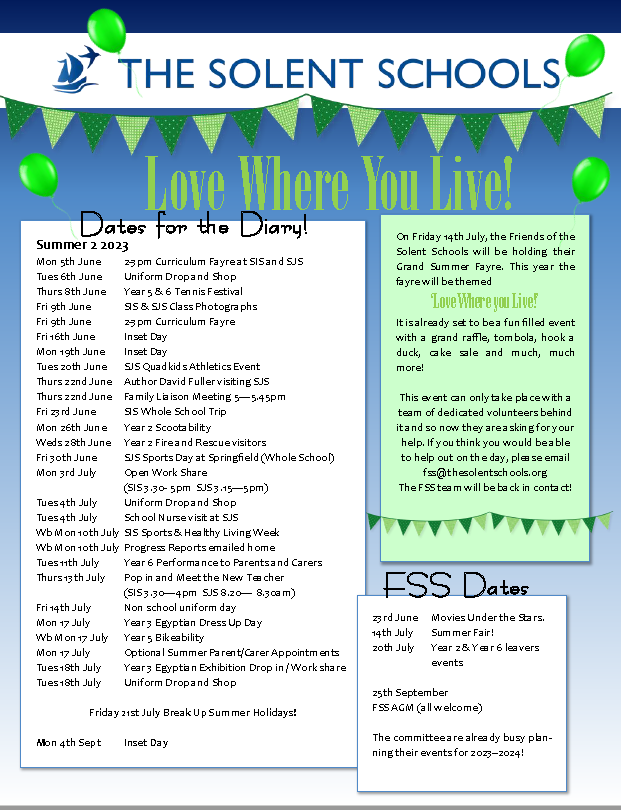 THE SOLENT SCHOOLS
Love Where You Live!
Dates for the Diary!
Summer 2 2023
Mon 5th June 2-3pm Curriculum Fayre at SIS and SJS
Tues 6th June Uniform Drop and Shop
Thurs 8th June Year 5 & 6 Tennis Festival
Fri 9th June SIS & SJS Class Photographs
Fri 9th June 2-3pm Curriculum Fayre
Fri 16th June Inset Day
Mon 19th June Inset Day
Tues 20th June SJS Quadkids Athletics Event
Thurs 22nd June Author David Fuller visiting SJS
Thurs 22nd June Family Liaison Meeting 5—5.45pm
Fri 23rd June SIS Whole School Trip
Mon 26th June Year 2 Scootability
Weds 28th June Year 2 Fire and Rescue visitors
Fri 30th June SJS Sports Day at Springfield (Whole School)
Mon 3rd July Open Work Share
(SIS 3.30- 5pm SJS 3.15—5pm)
Tues 4th July Uniform Drop and Shop
Tues 4th July School Nurse visit at SJS
Wb Mon 10th July SIS Sports & Healthy Living Week
Wb Mon 10th July Progress Reports emailed home
Tues 11th July Year 6 Performance to Parents and Carers
Thurs 13th July Pop in and Meet the New Teacher
(SIS 3.30—4pm SJS 8.20— 8.30am)
Fri 14th July Non school uniform day
Mon 17 July Year 3 Egyptian Dress Up Day
Wb Mon 17 July Year 5 Bikeability
Mon 17 July Optional Summer Parent/Carer Appointments
Tues 18th July Year 3 Egyptian Exhibition Drop in / Work share
Tues 18th July Uniform Drop and Shop
Friday 21st July Break Up Summer Holidays!
Mon 4th Sept Inset Day
On Friday 14th July, the Friends of the
Solent Schools will be holding their
Grand Summer Fayre. This year the
fayre will be themed
'Love Where you Live!'
It is already set to be a fun filled event
with a grand raffle, tombola, hook a
duck, cake sale and much, much
more!
This event can only take place with a
team of dedicated volunteers behind
it and so now they are asking for your
help. If you think you would be able
to help out on the day, please email
fss@thesolentschools.org
The FSS team will be back in contact!
FSS Dates
23rd June Movies Under the Stars.
14th July Summer Fair!
20th July Year 2 & Year 6 leavers
events
25th September
FSS AGM (all welcome)
The committee are already busy plan-
ning their events for 2023–2024!